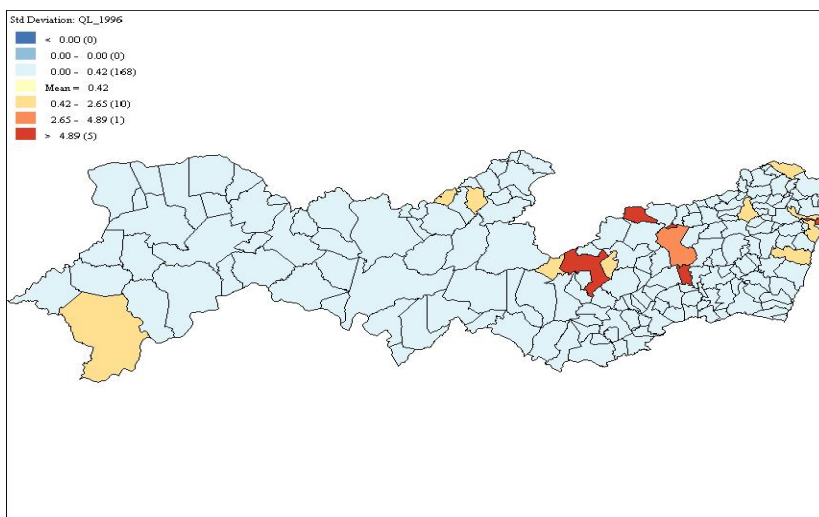 Std Deviation: QL_1996
< 0.00 (0)
0.00 - 0.00 (0)
0.00 - 0.42 (168)
Mean = 0.42
0.42 - 2.65 (10)
2.65 - 4.89 (1)
> 4.89 (5)